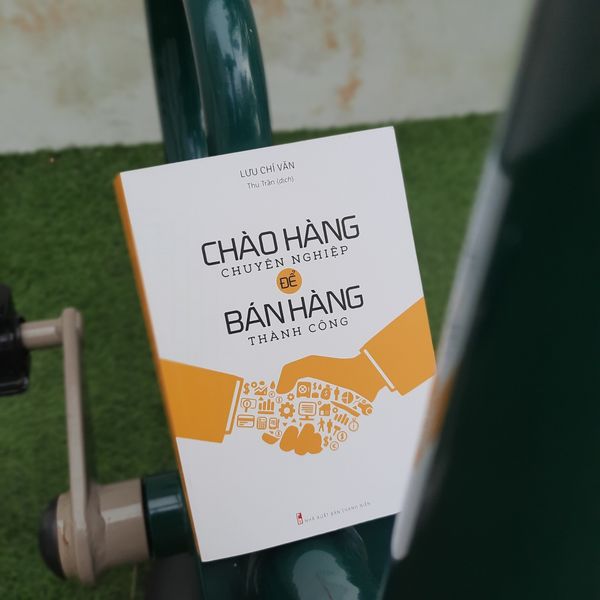 LƯU CHÍ VĂN
Thu Trần (dịch)
CHÀO HÀNG
CHUYÊN NGHIỆP
ĐỂ
BÁN HÀNG
THÀNH CÔNG
NHÀ XUẤT BẢN THANH NIÊN